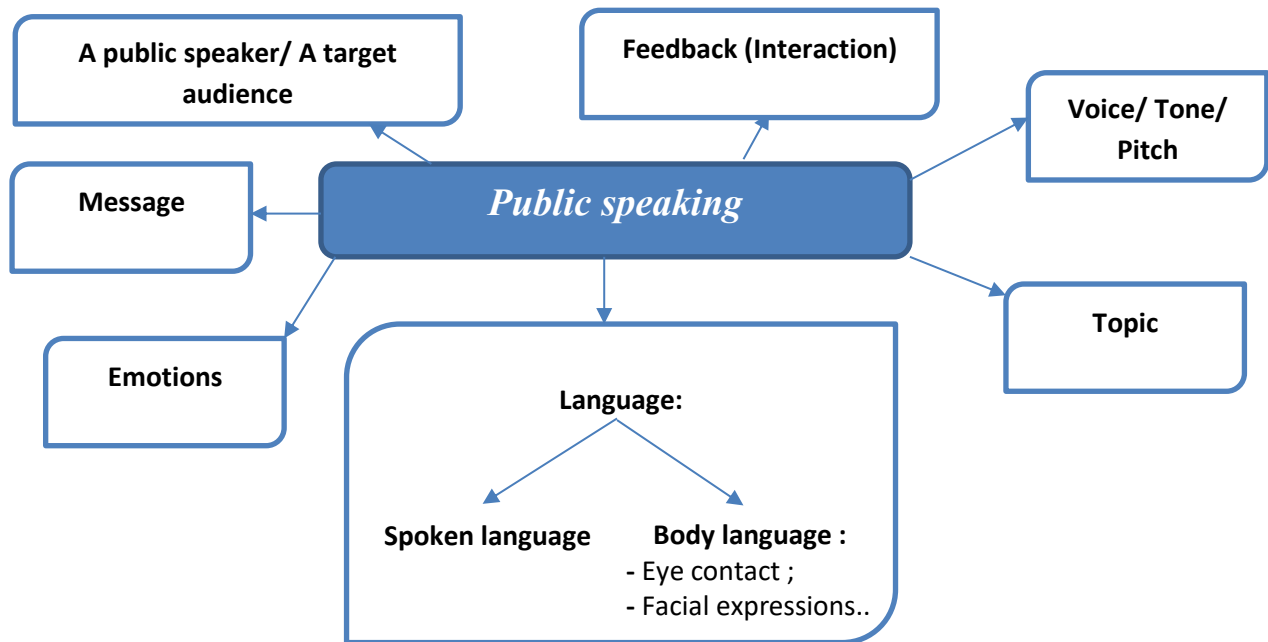 A public speaker/ A target
audience
Feedback (Interaction)
Voice/ Tone/
Pitch
Message
Public speaking
Emotions
Topic
Language:
Spoken language
Body language :
- Eye contact ;
- Facial expressions..